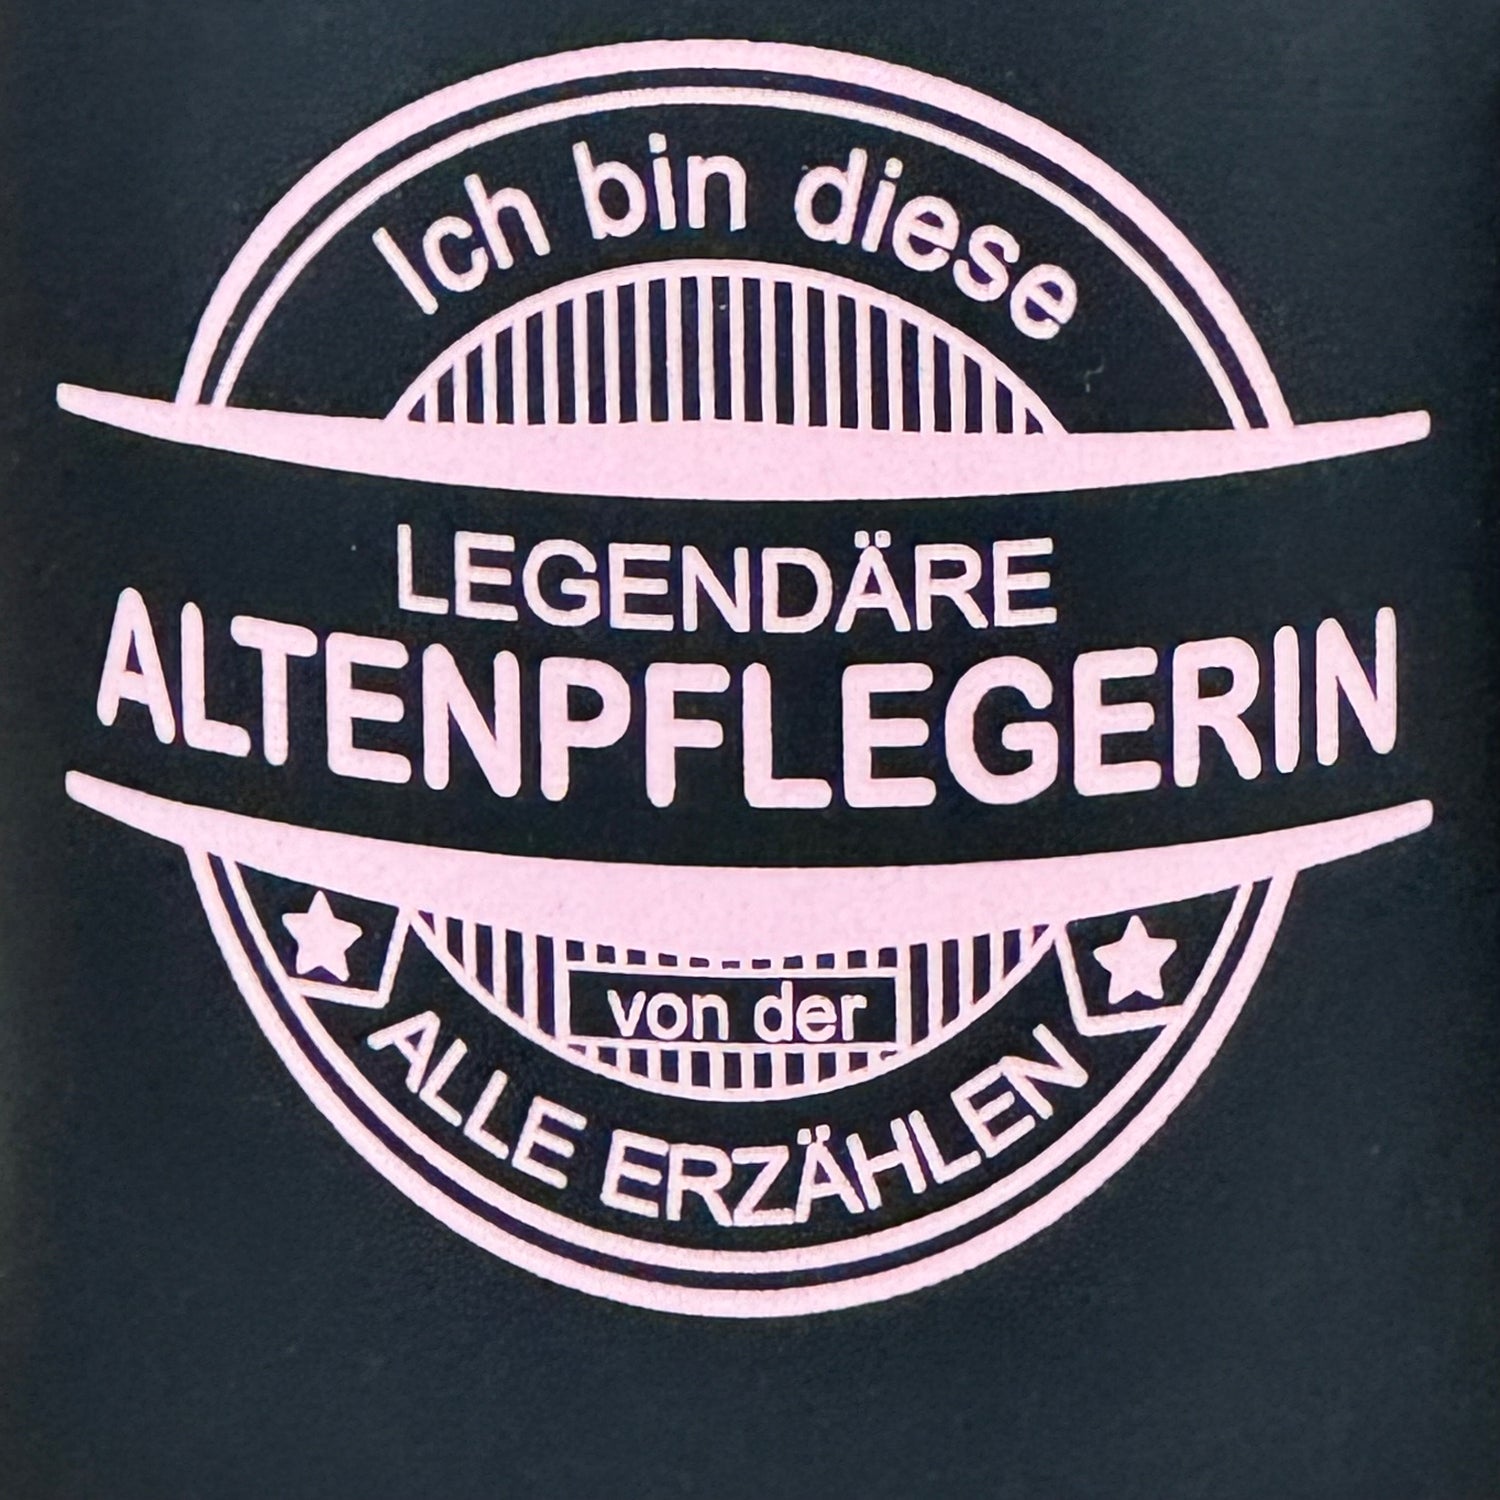 Ich bin diese
LEGENDÄRE
ALTENPFLEGERIN
von der
ALLE ERZÄHLEN